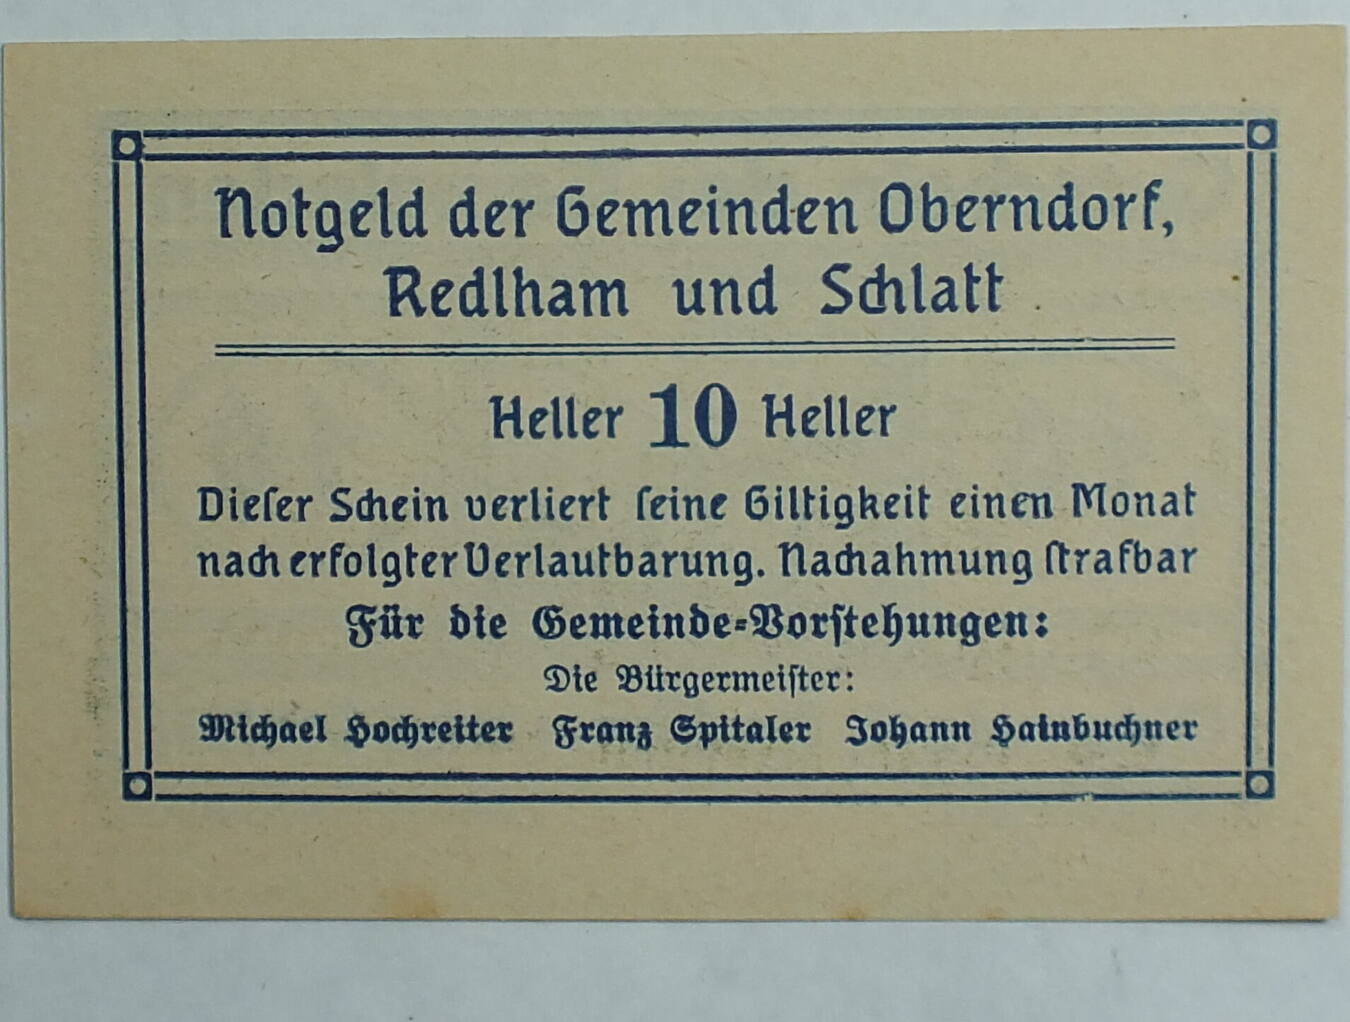 Notgeld der Gemeinden Oberndorf,
Redlham und Schlatt
Heller 10 Heller
Dieſer Schein verliert ſeine Giltigkeit einen Monat
nach erfolgter Verlautbarung. Nachahmung ſtrafbar
Für die Gemeinde=Vorſtehungen:
Die Bürgermeiſter:
Michael Hochreiter Franz Spitaler Johann Hainbuchner